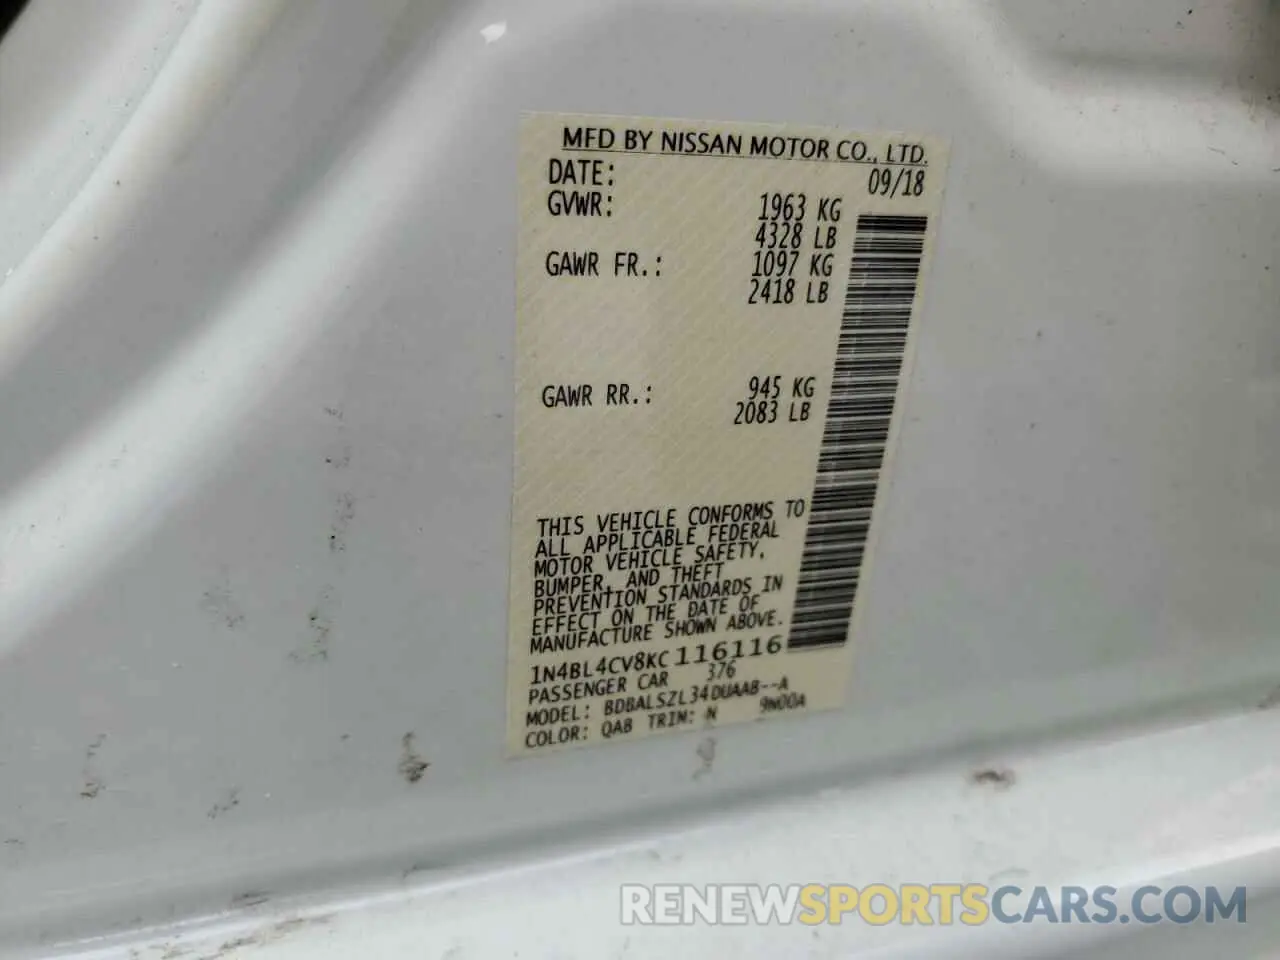 MFD BY NISSAN MOTOR CO., LTD.
DATE: 09/18
GVWR: 1963 KG
4328 LB
GAWR FR.: 1097 KG
2418 LB
GAWR RR.: 945 KG
2083 LB
THIS VEHICLE CONFORMS TO
ALL APPLICABLE FEDERAL
MOTOR VEHICLE SAFETY,
BUMPER, AND THEFT
PREVENTION STANDARDS IN
EFFECT ON THE DATE OF
MANUFACTURE SHOWN ABOVE.
1N4BL4CV8KC116116
PASSENGER CAR 376
MODEL: BDBALSZL34DUAAB--A
COLOR: QAB TRIM: N 9N00A
RENEWSPORTSCARS.COM